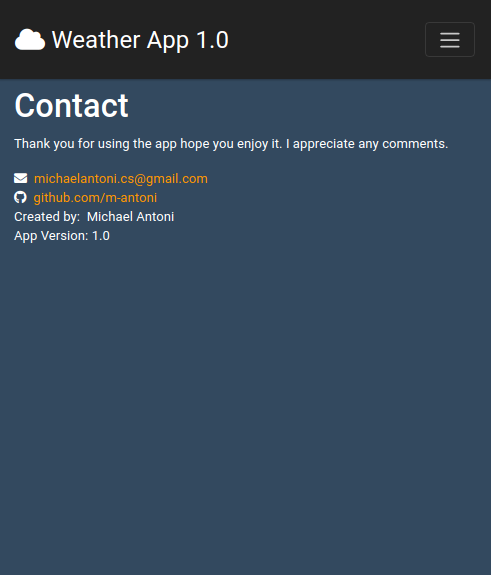 Weather App 1.0
Contact
Thank you for using the app hope you enjoy it. I appreciate any comments.
michaelantoni.cs@gmail.com
github.com/m-antoni
Created by: Michael Antoni
App Version: 1.0